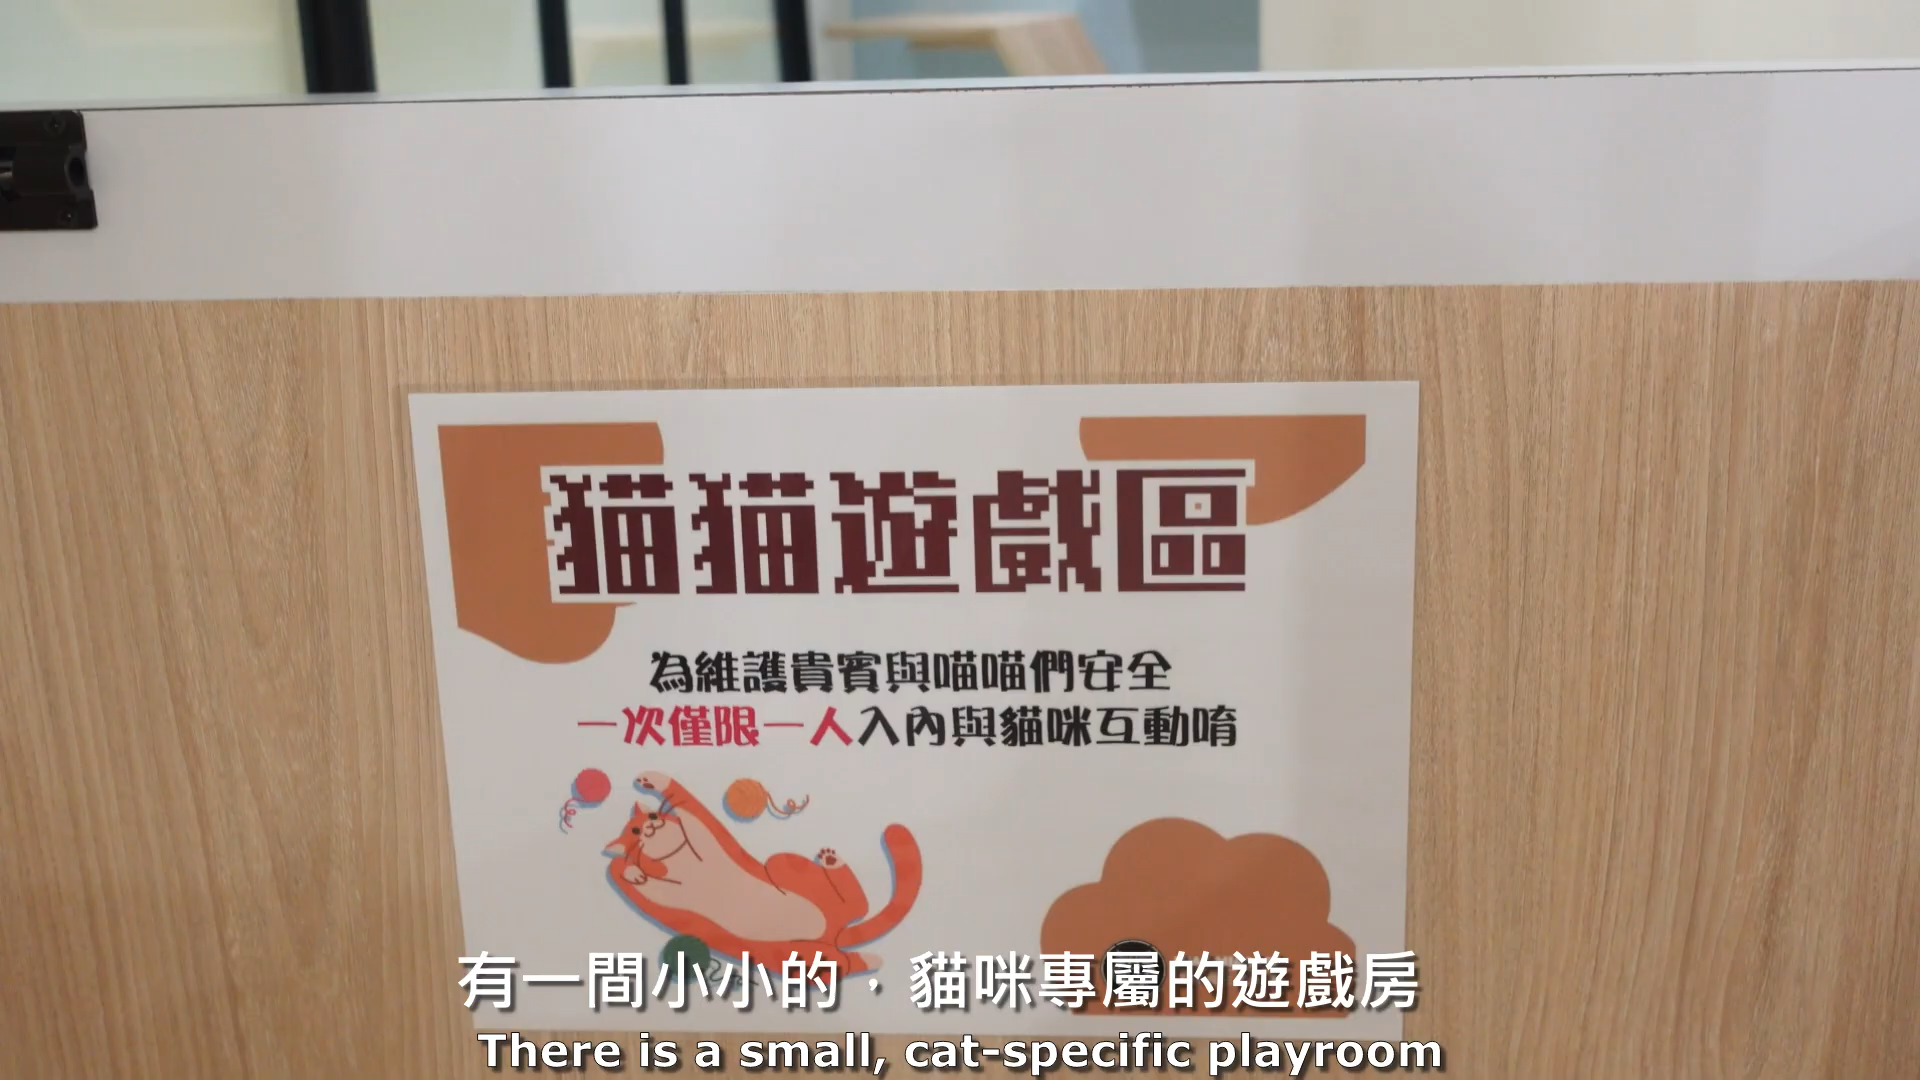 貓貓遊戲區
為維護貴賓與喵喵們安全
一次僅限一人入內與貓咪互動唷
有一間小小的，貓咪專屬的遊戲房
There is a small, cat-specific playroom